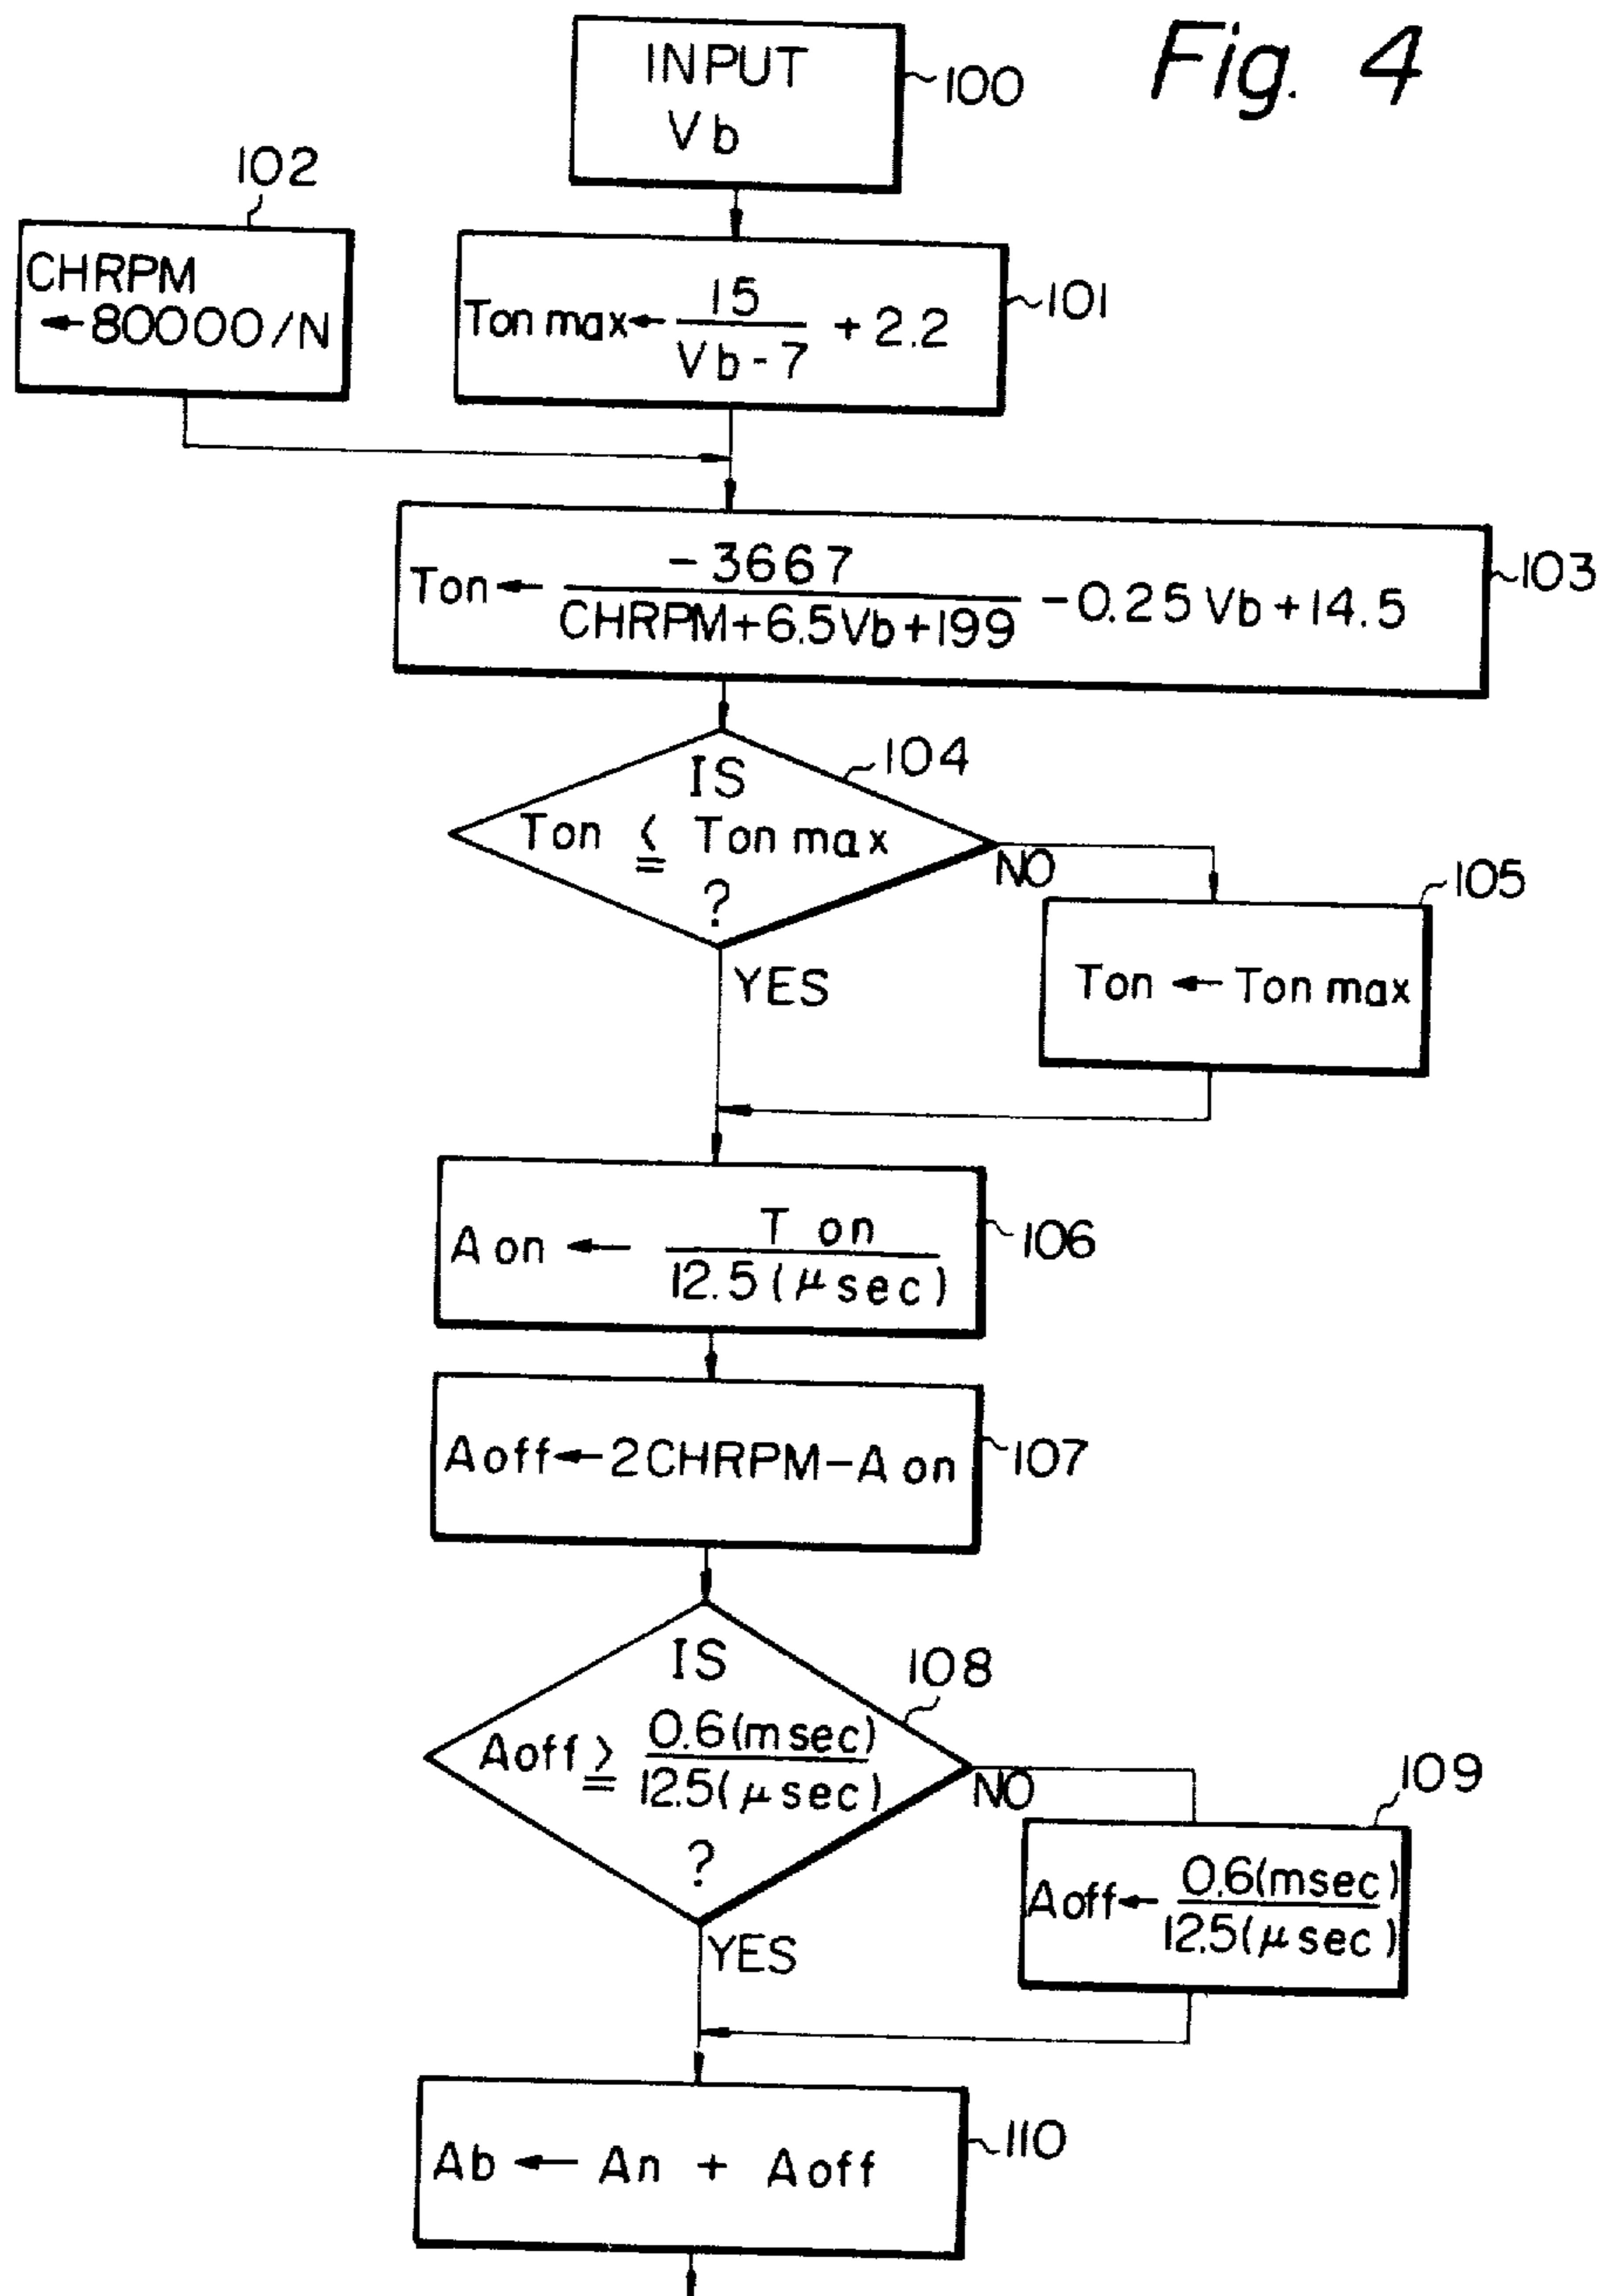 Fig. 4
INPUT
Vb
100
102
CHRPM
←80000/N
Ton max← 15
Vb-7 + 2.2
101
Ton← -3667
CHRPM+6.5Vb+199 -0.25Vb+14.5
103
IS
Ton ≦ Ton max
?
104
NO
YES
105
Ton ← Ton max
A on ← T on
12.5(μsec)
106
Aoff←2CHRPM-A on
107
IS
Aoff≧ 0.6(msec)
12.5(μsec)
?
108
NO
YES
109
Aoff← 0.6(msec)
12.5(μsec)
Ab ← An + Aoff
110